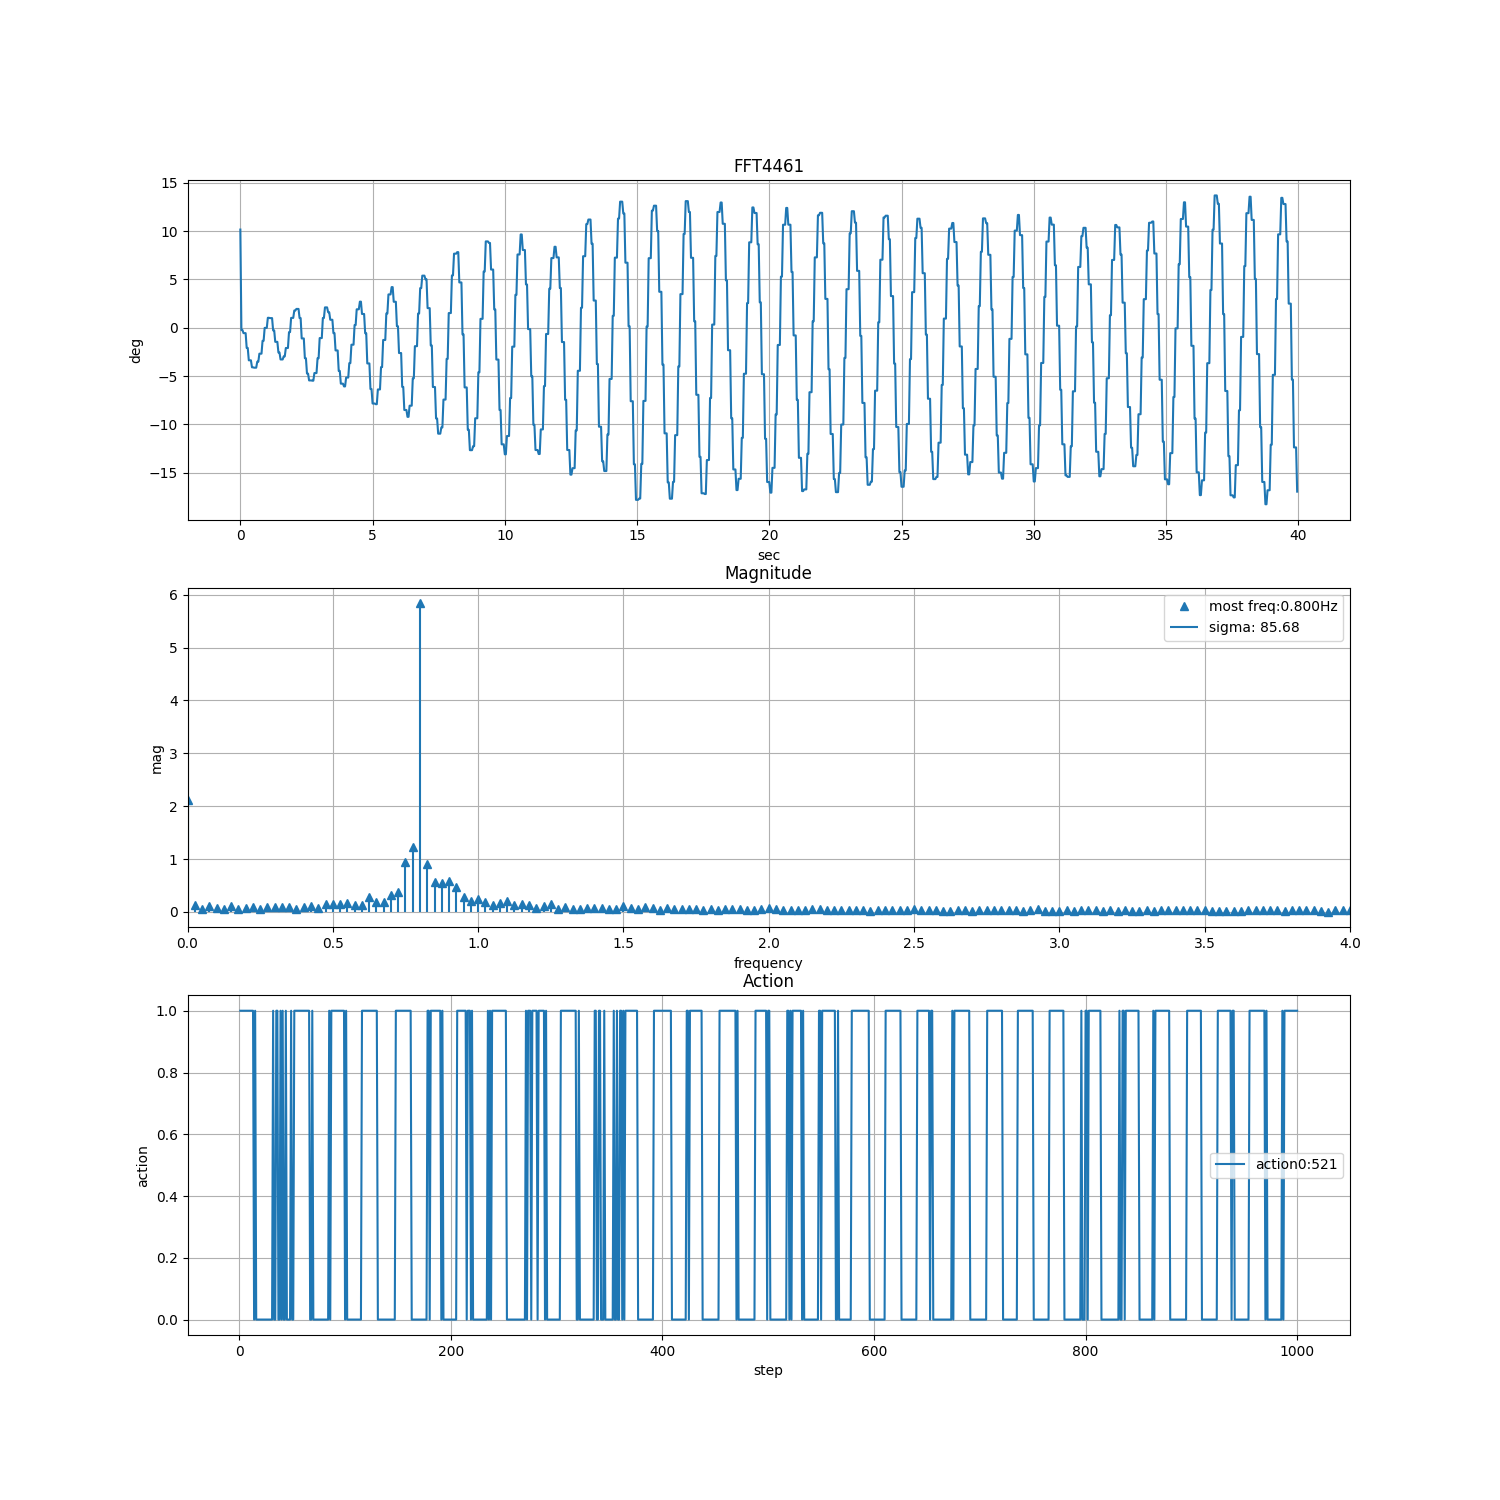 FFT4461
15
10
5
0
−5
−10
−15
deg
0 5 10 15 20 25 30 35 40
sec
Magnitude
6
5
4
3
2
1
0
mag
most freq:0.800Hz
sigma: 85.68
0.0 0.5 1.0 1.5 2.0 2.5 3.0 3.5 4.0
frequency
Action
1.0
0.8
0.6
0.4
0.2
0.0
action
action0:521
0 200 400 600 800 1000
step